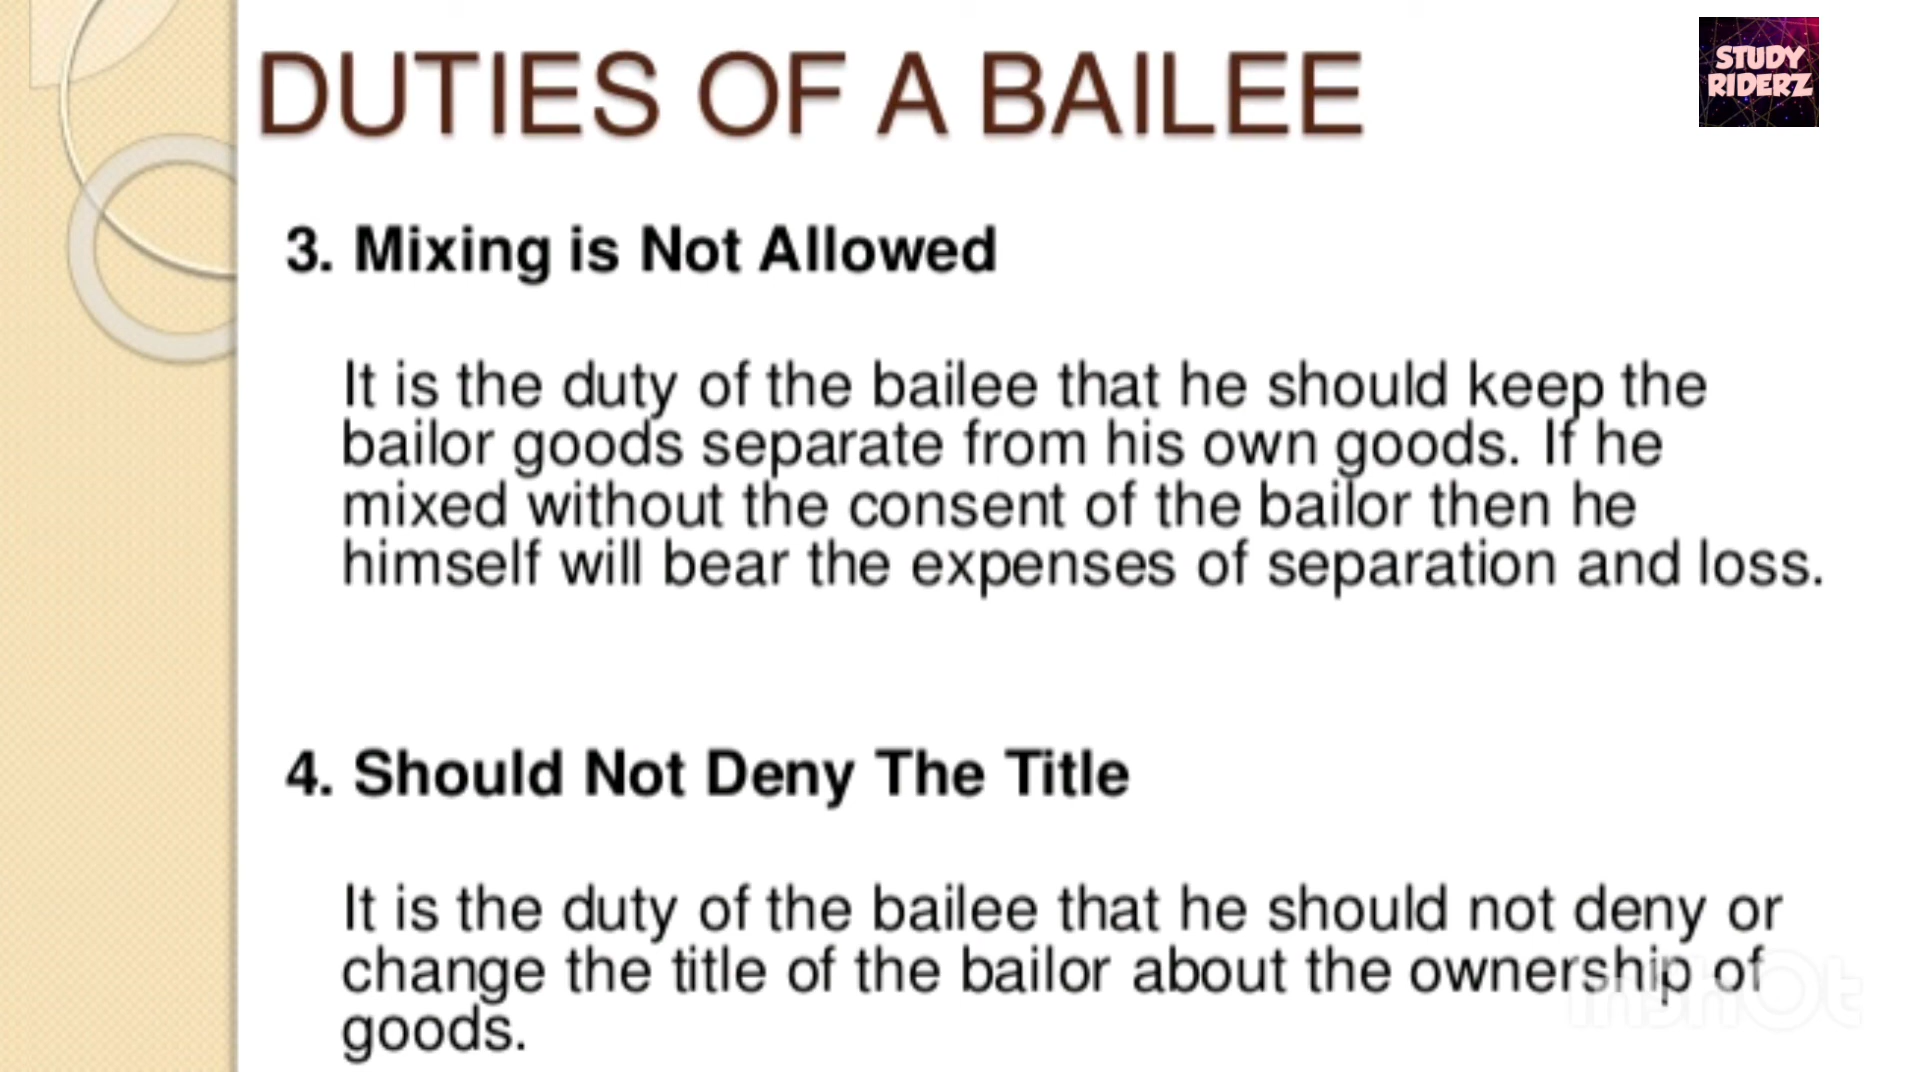 DUTIES OF A BAILEE
STUDY
RIDERZ
3. Mixing is Not Allowed
It is the duty of the bailee that he should keep the
bailor goods separate from his own goods. If he
mixed without the consent of the bailor then he
himself will bear the expenses of separation and loss.
4. Should Not Deny The Title
It is the duty of the bailee that he should not deny or
change the title of the bailor about the ownership of
goods.
inshot